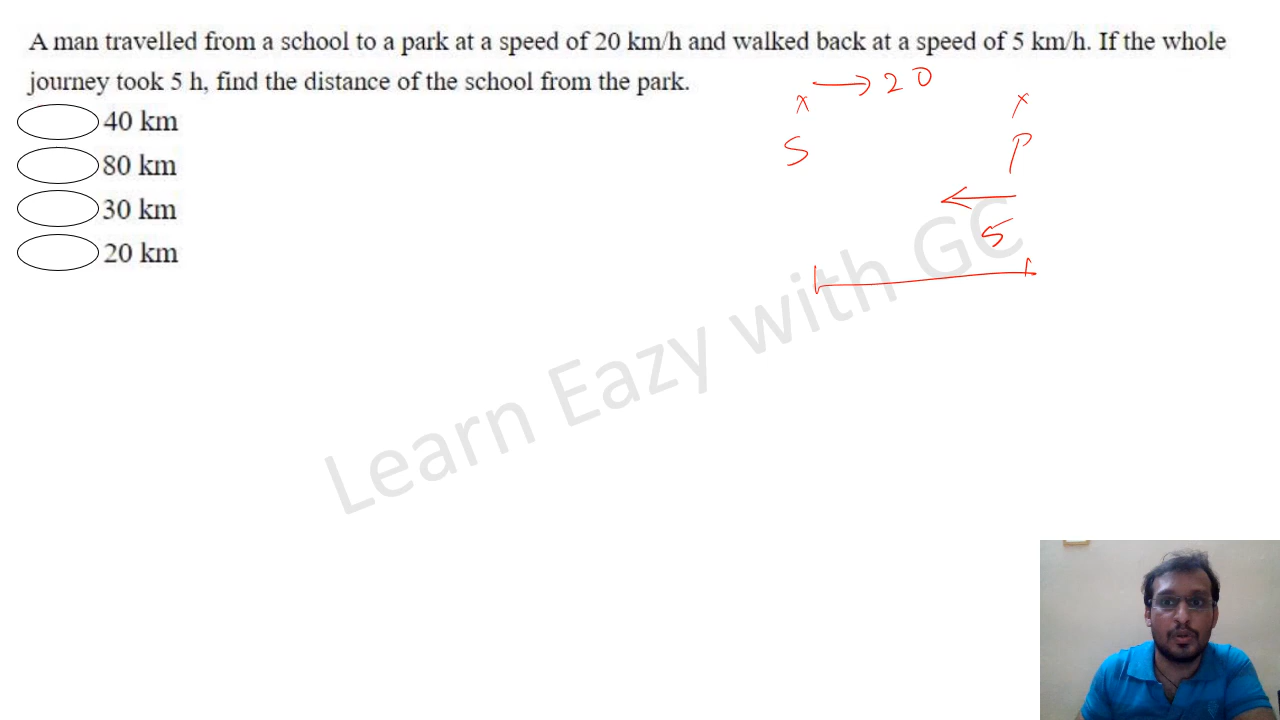 A man travelled from a school to a park at a speed of 20 km/h and walked back at a speed of 5 km/h. If the whole
journey took 5 h, find the distance of the school from the park.
40 km
80 km
30 km
20 km
20
x x
S P
5
Learn Eazy with GC